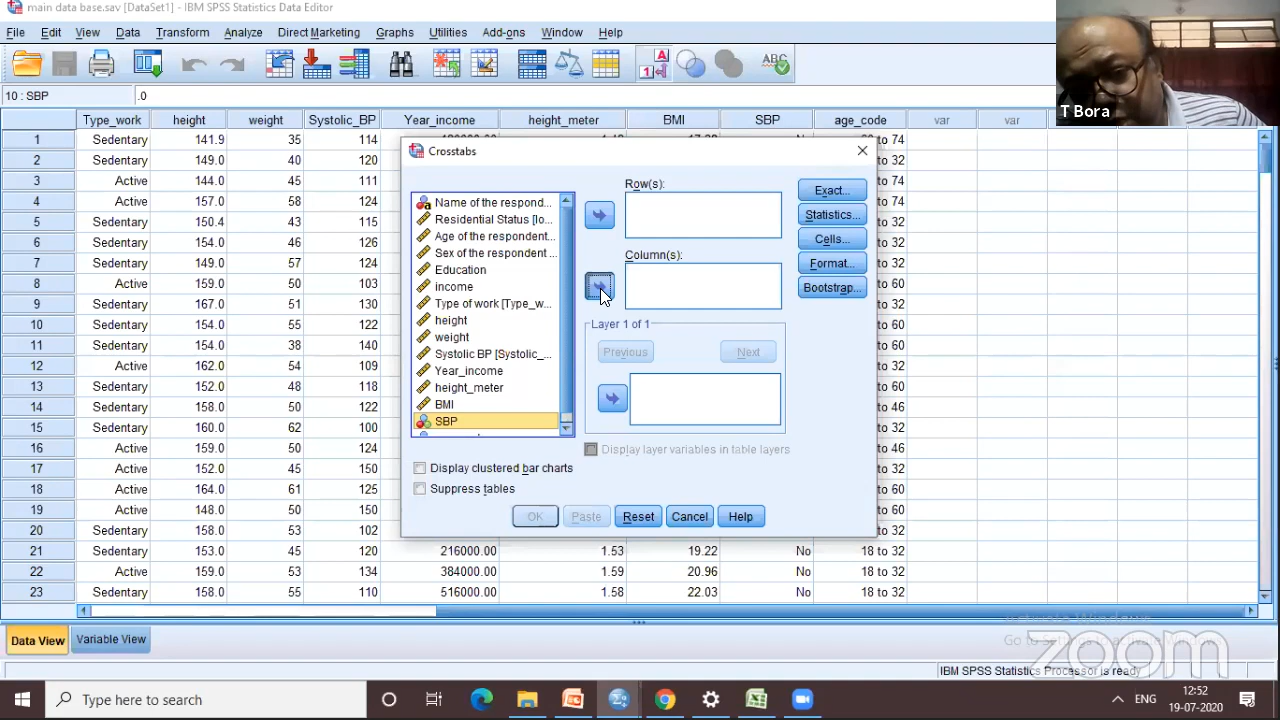 main data base.sav [DataSet1] - IBM SPSS Statistics Data Editor
File Edit View Data Transform Analyze Direct Marketing Graphs Utilities Add-ons Window Help
T Bora
10 : SBP .0
Type_work height weight Systolic_BP Year_income height_meter BMI SBP age_code var var
1 Sedentary 141.9 35 114 to 74
2 Sedentary 149.0 40 120 to 32
3 Active 144.0 45 111 to 74
4 Active 157.0 58 124 to 74
5 Sedentary 150.4 43 115 to 32
6 Sedentary 154.0 46 126 to 32
7 Sedentary 149.0 57 124 to 32
8 Active 154.0 60 120 to 32
9 Sedentary 167.0 51 130 to 32
10 Sedentary 154.0 55 122 to 60
11 Sedentary 154.0 38 140 to 60
12 Active 162.0 54 109 to 32
13 Sedentary 152.0 48 118 to 60
14 Sedentary 158.0 50 122 to 46
15 Sedentary 160.0 62 100 to 32
16 Active 159.0 50 124 to 46
17 Active 152.0 45 150 to 32
18 Active 164.0 61 125 to 60
19 Active 148.0 50 150 to 60
20 Sedentary 158.0 53 102 to 32
21 Sedentary 153.0 45 120 216000.00 1.53 19.22 No 18 to 32
22 Active 159.0 53 134 384000.00 1.59 20.96 No 18 to 32
23 Sedentary 158.0 55 110 516000.00 1.58 22.03 No 18 to 32
Crosstabs
Name of the respond...
Residential Status [lo...
Age of the respondent...
Sex of the respondent ...
Education
income
Type of work [Type_w...
height
weight
Systolic BP [Systolic_...
Year_income
height_meter
BMI
SBP
Row(s):
Column(s):
Layer 1 of 1
Previous Next
Display layer variables in table layers
Exact...
Statistics...
Cells...
Format...
Bootstrap...
Display clustered bar charts
Suppress tables
OK Paste Reset Cancel Help
Data View Variable View
zoom
IBM SPSS Statistics Processor is ready
Type here to search
ENG
12:52
19-07-2020